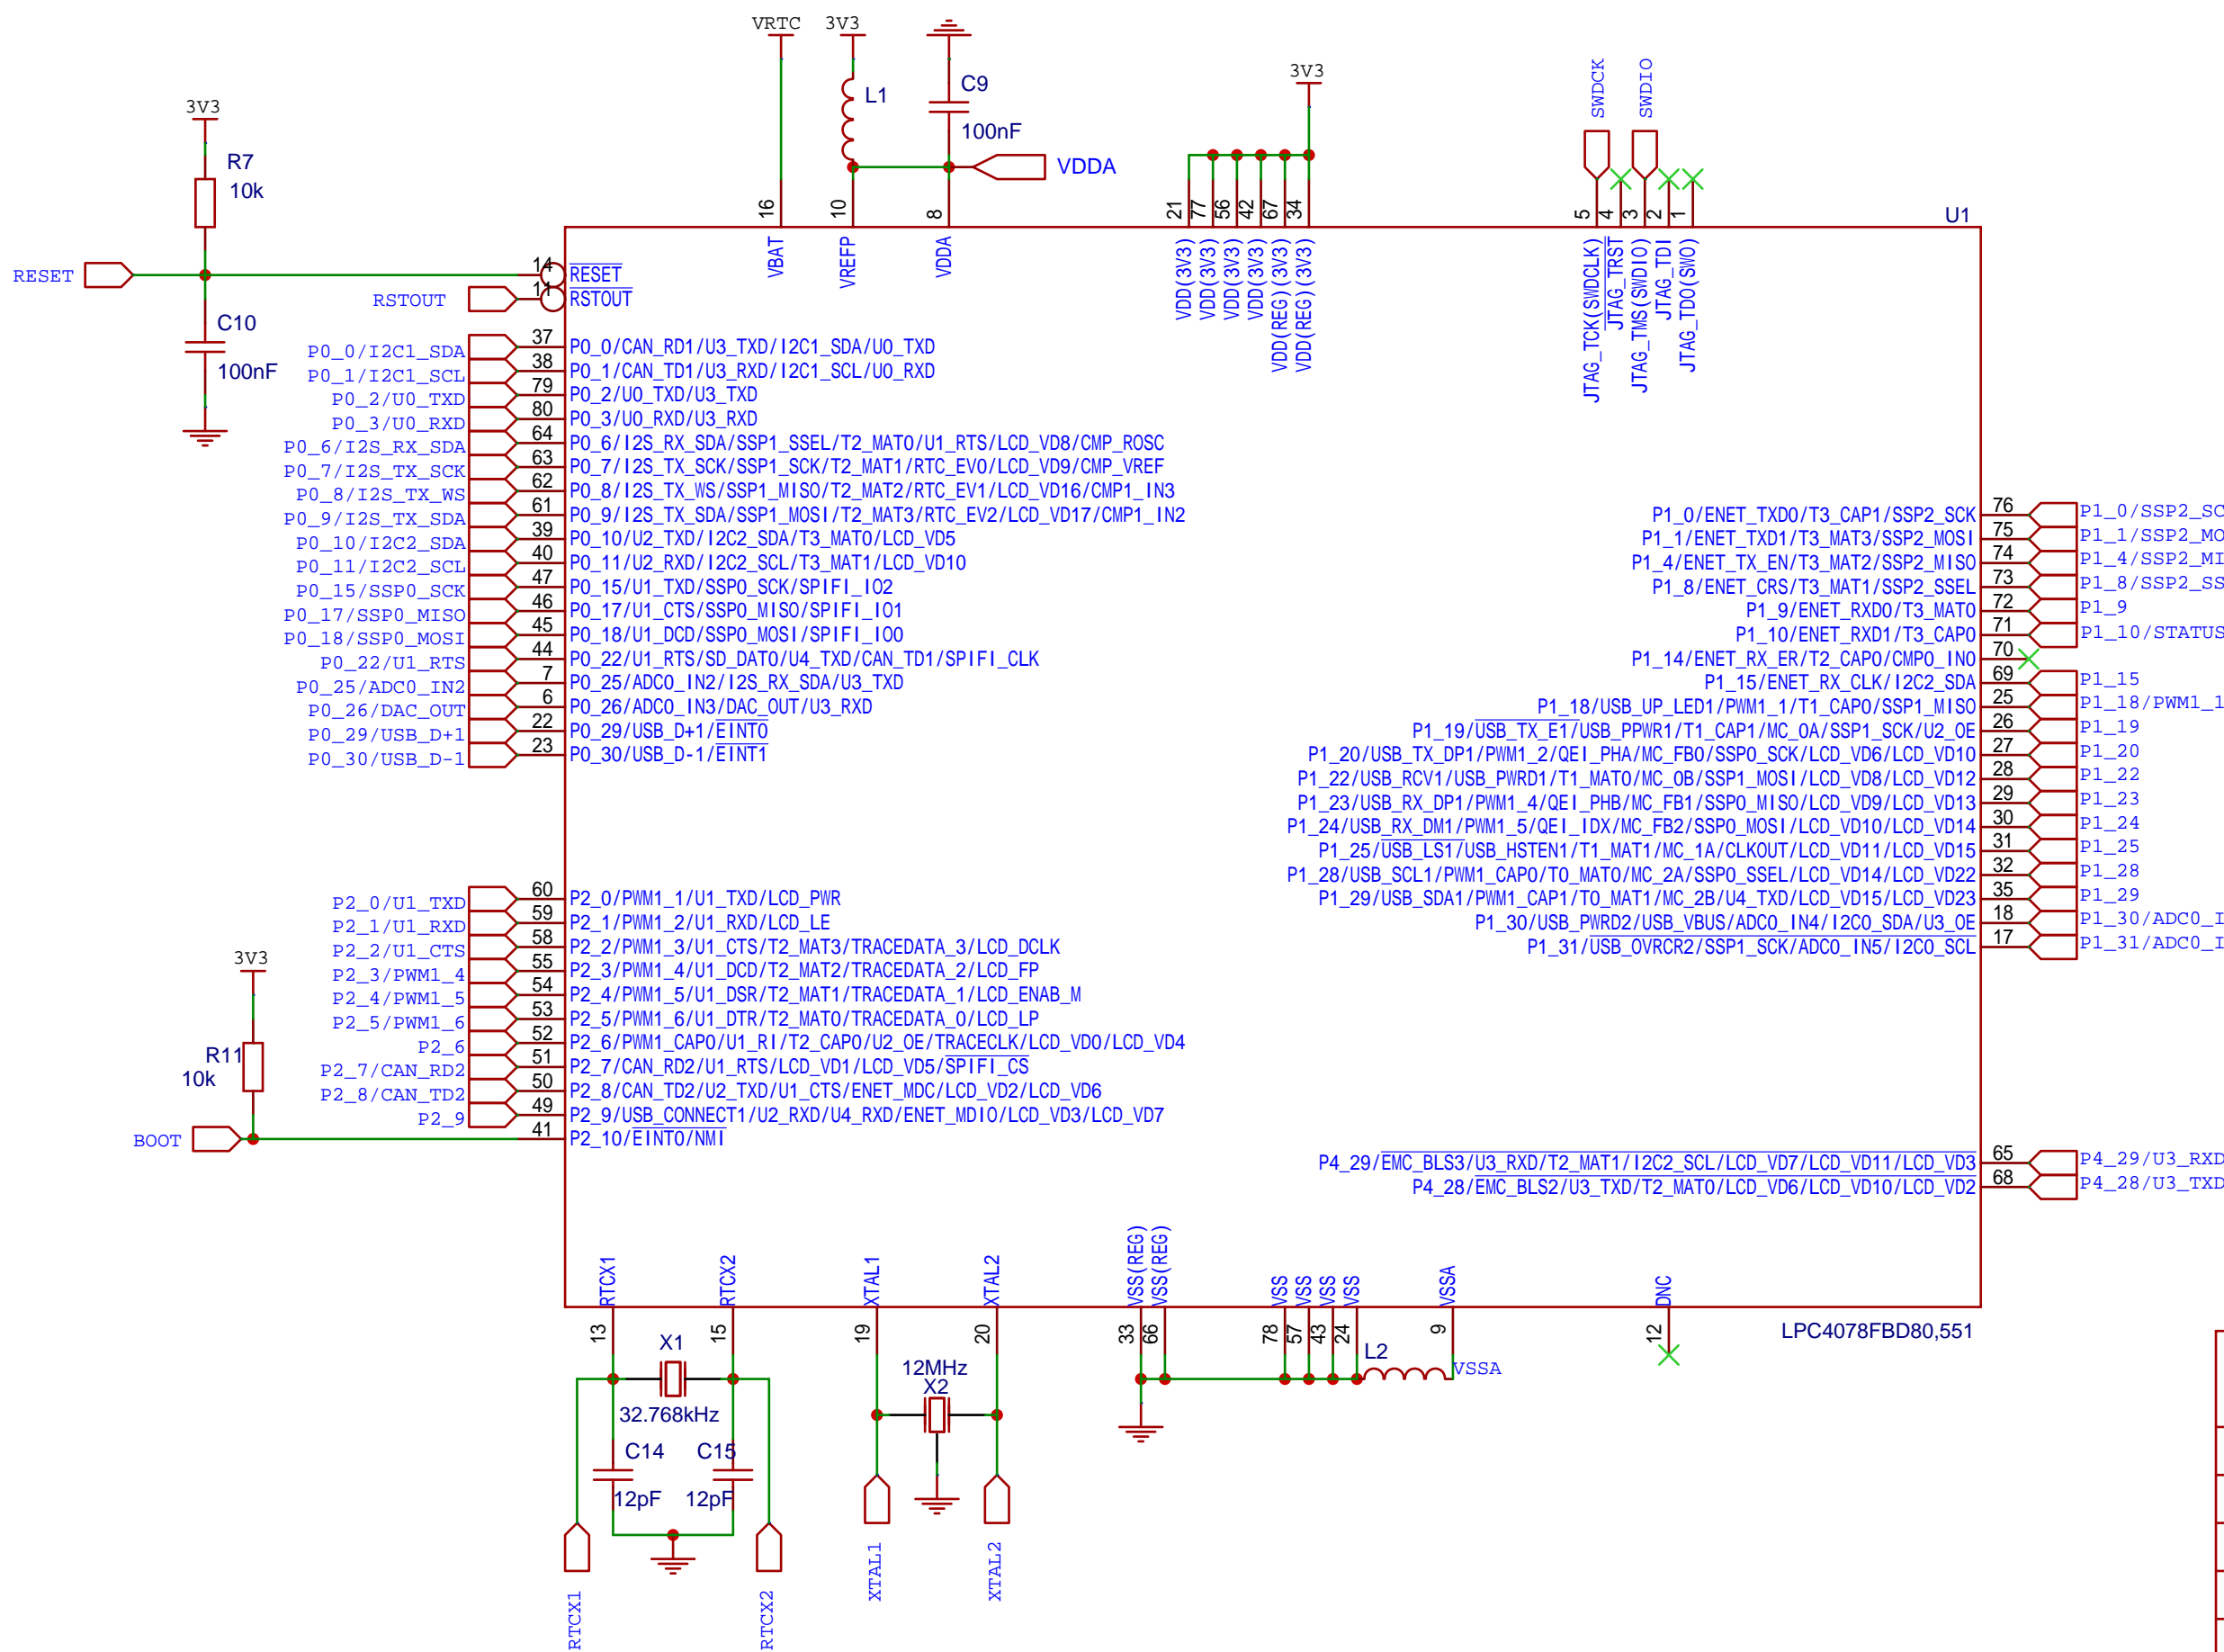 VRTC
3V3
C9
100nF
L1
VDDA
3V3
SWDCK
SWDIO
3V3
R7
10k
RESET
RSTOUT
C10
100nF
U1
16
10
8
21
77
56
42
67
34
5
4
3
2
1
VBAT
VREFP
VDDA
VDD(3V3)
VDD(3V3)
VDD(3V3)
VDD(3V3)
VDD(REG)(3V3)
VDD(REG)(3V3)
JTAG_TCK(SWDCLK)
JTAG_TRST
JTAG_TMS(SWDIO)
JTAG_TDI
JTAG_TDO(SWO)
14 RESET
11 RSTOUT
P0_0/I2C1_SDA 37 P0_0/CAN_RD1/U3_TXD/I2C1_SDA/U0_TXD
P0_1/I2C1_SCL 38 P0_1/CAN_TD1/U3_RXD/I2C1_SCL/U0_RXD
P0_2/U0_TXD 79 P0_2/U0_TXD/U3_TXD
P0_3/U0_RXD 80 P0_3/U0_RXD/U3_RXD
P0_6/I2S_RX_SDA 64 P0_6/I2S_RX_SDA/SSP1_SSEL/T2_MAT0/U1_RTS/LCD_VD8/CMP_ROSC
P0_7/I2S_TX_SCK 63 P0_7/I2S_TX_SCK/SSP1_SCK/T2_MAT1/RTC_EV0/LCD_VD9/CMP_VREF
P0_8/I2S_TX_WS 62 P0_8/I2S_TX_WS/SSP1_MISO/T2_MAT2/RTC_EV1/LCD_VD16/CMP1_IN3
P0_9/I2S_TX_SDA 61 P0_9/I2S_TX_SDA/SSP1_MOSI/T2_MAT3/RTC_EV2/LCD_VD17/CMP1_IN2
P0_10/I2C2_SDA 39 P0_10/U2_TXD/I2C2_SDA/T3_MAT0/LCD_VD5
P0_11/I2C2_SCL 40 P0_11/U2_RXD/I2C2_SCL/T3_MAT1/LCD_VD10
P0_15/SSP0_SCK 47 P0_15/U1_TXD/SSP0_SCK/SPIFI_IO2
P0_17/SSP0_MISO 46 P0_17/U1_CTS/SSP0_MISO/SPIFI_IO1
P0_18/SSP0_MOSI 45 P0_18/U1_DCD/SSP0_MOSI/SPIFI_IO0
P0_22/U1_RTS 44 P0_22/U1_RTS/SD_DAT0/U4_TXD/CAN_TD1/SPIFI_CLK
P0_25/ADC0_IN2 7 P0_25/ADC0_IN2/I2S_RX_SDA/U3_TXD
P0_26/DAC_OUT 6 P0_26/ADC0_IN3/DAC_OUT/U3_RXD
P0_29/USB_D+1 22 P0_29/USB_D+1/EINT0
P0_30/USB_D-1 23 P0_30/USB_D-1/EINT1
P1_0/ENET_TXD0/T3_CAP1/SSP2_SCK 76 P1_0/SSP2_SC
P1_1/ENET_TXD1/T3_MAT3/SSP2_MOSI 75 P1_1/SSP2_MO
P1_4/ENET_TX_EN/T3_MAT2/SSP2_MISO 74 P1_4/SSP2_MI
P1_8/ENET_CRS/T3_MAT1/SSP2_SSEL 73 P1_8/SSP2_SS
P1_9/ENET_RXD0/T3_MAT0 72 P1_9
P1_10/ENET_RXD1/T3_CAP0 71 P1_10/STATUS
P1_14/ENET_RX_ER/T2_CAP0/CMP0_IN0 70
P1_15/ENET_RX_CLK/I2C2_SDA 69 P1_15
P1_18/USB_UP_LED1/PWM1_1/T1_CAP0/SSP1_MISO 25 P1_18/PWM1_1
P1_19/USB_TX_E1/USB_PPWR1/T1_CAP1/MC_0A/SSP1_SCK/U2_OE 26 P1_19
P1_20/USB_TX_DP1/PWM1_2/QEI_PHA/MC_FB0/SSP0_SCK/LCD_VD6/LCD_VD10 27 P1_20
P1_22/USB_RCV1/USB_PWRD1/T1_MAT0/MC_0B/SSP1_MOSI/LCD_VD8/LCD_VD12 28 P1_22
P1_23/USB_RX_DP1/PWM1_4/QEI_PHB/MC_FB1/SSP0_MISO/LCD_VD9/LCD_VD13 29 P1_23
P1_24/USB_RX_DM1/PWM1_5/QEI_IDX/MC_FB2/SSP0_MOSI/LCD_VD10/LCD_VD14 30 P1_24
P1_25/USB_LS1/USB_HSTEN1/T1_MAT1/MC_1A/CLKOUT/LCD_VD11/LCD_VD15 31 P1_25
P1_28/USB_SCL1/PWM1_CAP0/T0_MAT0/MC_2A/SSP0_SSEL/LCD_VD14/LCD_VD22 32 P1_28
P1_29/USB_SDA1/PWM1_CAP1/T0_MAT1/MC_2B/U4_TXD/LCD_VD15/LCD_VD23 35 P1_29
P1_30/USB_PWRD2/USB_VBUS/ADC0_IN4/I2C0_SDA/U3_OE 18 P1_30/ADC0_I
P1_31/USB_OVRCR2/SSP1_SCK/ADC0_IN5/I2C0_SCL 17 P1_31/ADC0_I
P2_0/U1_TXD 60 P2_0/PWM1_1/U1_TXD/LCD_PWR
P2_1/U1_RXD 59 P2_1/PWM1_2/U1_RXD/LCD_LE
P2_2/U1_CTS 58 P2_2/PWM1_3/U1_CTS/T2_MAT3/TRACEDATA_3/LCD_DCLK
P2_3/PWM1_4 55 P2_3/PWM1_4/U1_DCD/T2_MAT2/TRACEDATA_2/LCD_FP
P2_4/PWM1_5 54 P2_4/PWM1_5/U1_DSR/T2_MAT1/TRACEDATA_1/LCD_ENAB_M
P2_5/PWM1_6 53 P2_5/PWM1_6/U1_DTR/T2_MAT0/TRACEDATA_0/LCD_LP
P2_6 52 P2_6/PWM1_CAP0/U1_RI/T2_CAP0/U2_OE/TRACECLK/LCD_VD0/LCD_VD4
P2_7/CAN_RD2 51 P2_7/CAN_RD2/U1_RTS/LCD_VD1/LCD_VD5/SPIFI_CS
P2_8/CAN_TD2 50 P2_8/CAN_TD2/U2_TXD/U1_CTS/ENET_MDC/LCD_VD2/LCD_VD6
P2_9 49 P2_9/USB_CONNECT1/U2_RXD/U4_RXD/ENET_MDIO/LCD_VD3/LCD_VD7
3V3
R11
10k
BOOT 41 P2_10/EINT0/NMI
P4_29/EMC_BLS3/U3_RXD/T2_MAT1/I2C2_SCL/LCD_VD7/LCD_VD11/LCD_VD3 65 P4_29/U3_RXD
P4_28/EMC_BLS2/U3_TXD/T2_MAT0/LCD_VD6/LCD_VD10/LCD_VD2 68 P4_28/U3_TXD
RTCX1
RTCX2
XTAL1
XTAL2
VSS(REG)
VSS(REG)
VSS
VSS
VSS
VSS
VSSA
DNC
13
15
19
20
33
66
78
57
43
24
9
12
LPC4078FBD80,551
X1
32.768kHz
12MHz
X2
L2
VSSA
C14
12pF
C15
12pF
RTCX1
RTCX2
XTAL1
XTAL2